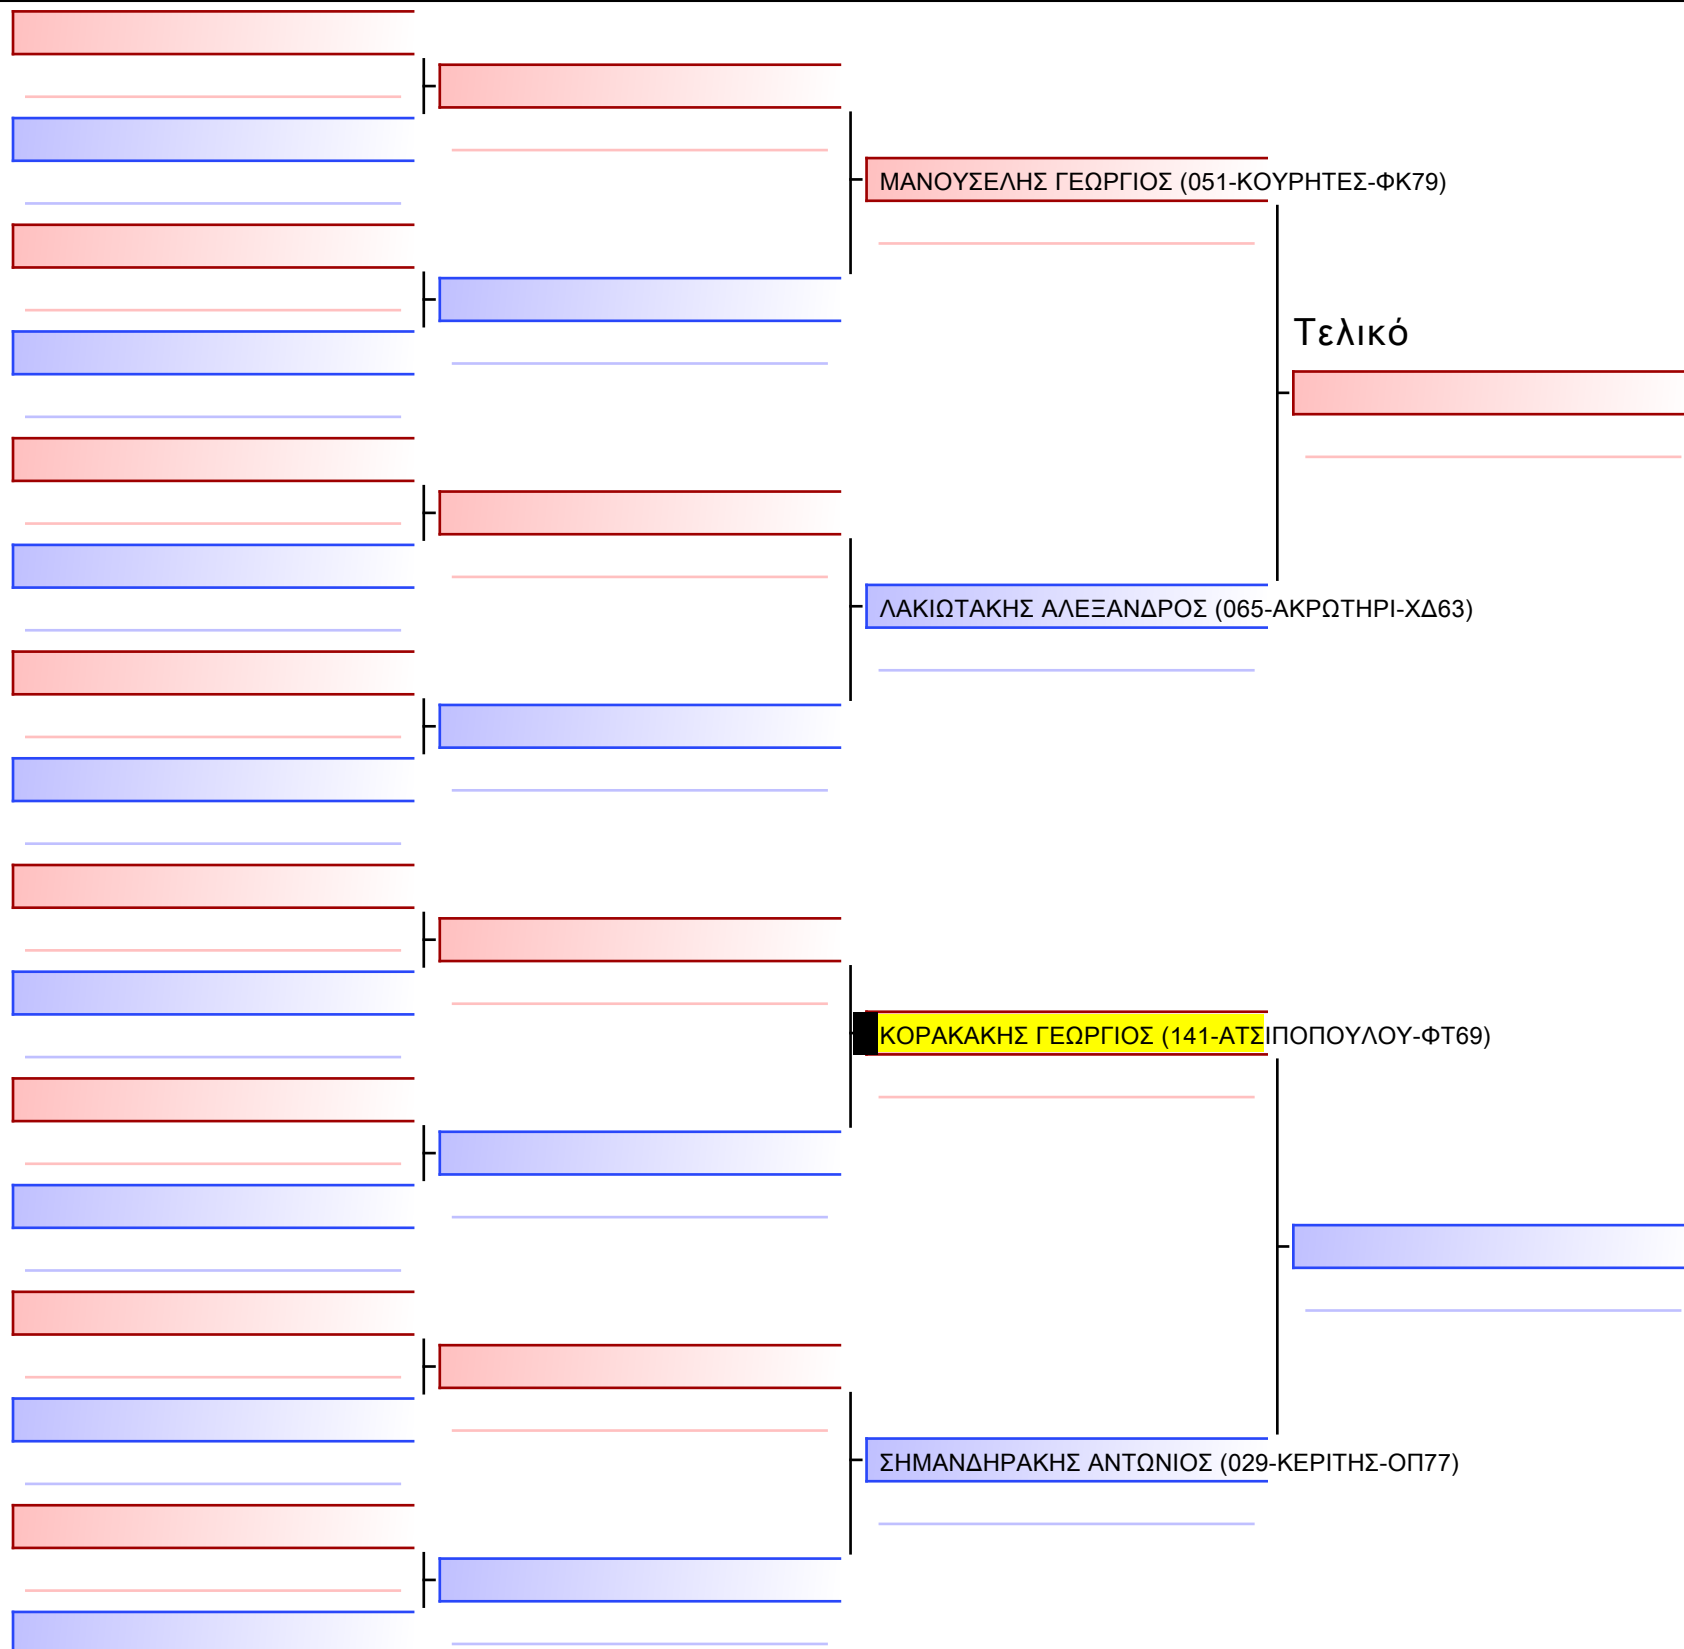 ΜΑΝΟΥΣΕΛΗΣ ΓΕΩΡΓΙΟΣ (051-ΚΟΥΡΗΤΕΣ-ΦΚ79)
Τελικό
ΛΑΚΙΩΤΑΚΗΣ ΑΛΕΞΑΝΔΡΟΣ (065-ΑΚΡΩΤΗΡΙ-ΧΔ63)
ΚΟΡΑΚΑΚΗΣ ΓΕΩΡΓΙΟΣ (141-ΑΤΣΙΠΟΠΟΥΛΟΥ-ΦΤ69)
ΣΗΜΑΝΔΗΡΑΚΗΣ ΑΝΤΩΝΙΟΣ (029-ΚΕΡΙΤΗΣ-ΟΠ77)